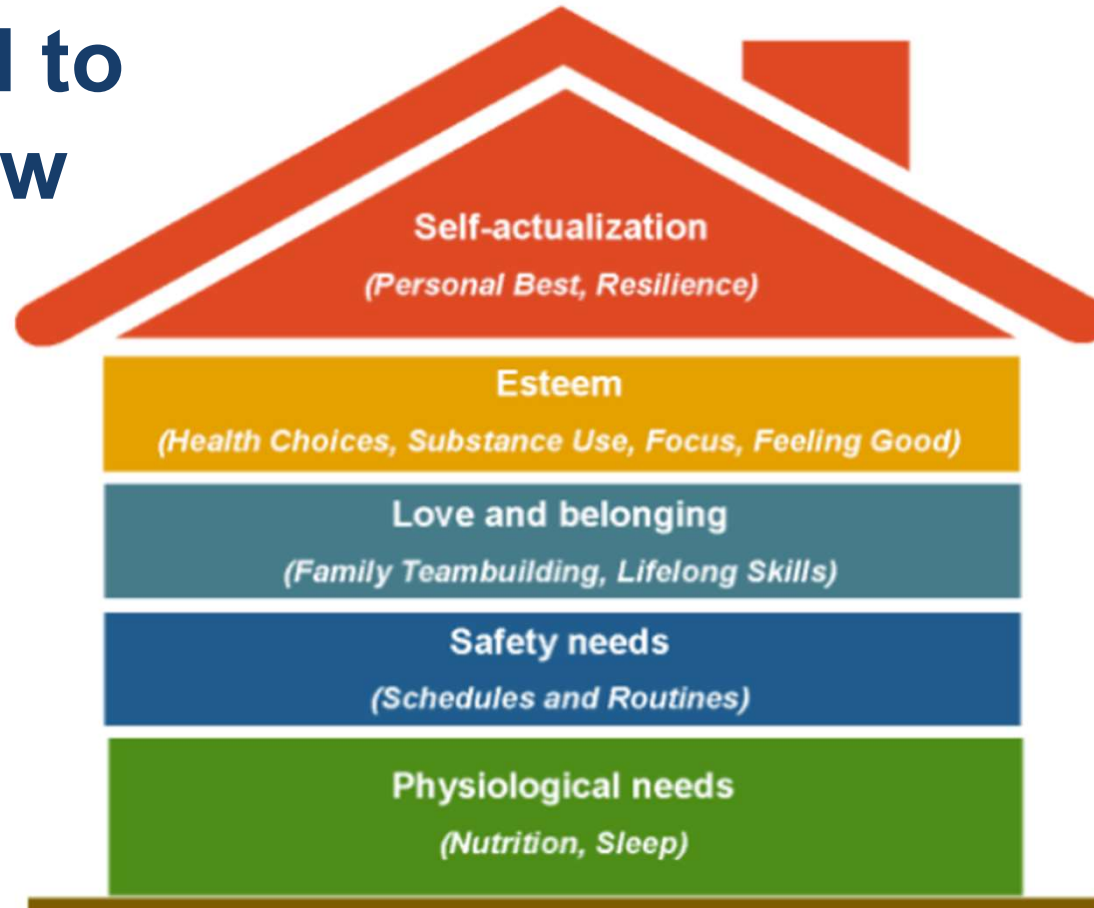 to
Self-actualization
(Personal Best, Resilience)
Esteem
(Health Choices, Substance Use, Focus, Feeling Good)
Love and belonging
(Family Teambuilding, Lifelong Skills)
Safety needs
(Schedules and Routines)
Physiological needs
(Nutrition, Sleep)